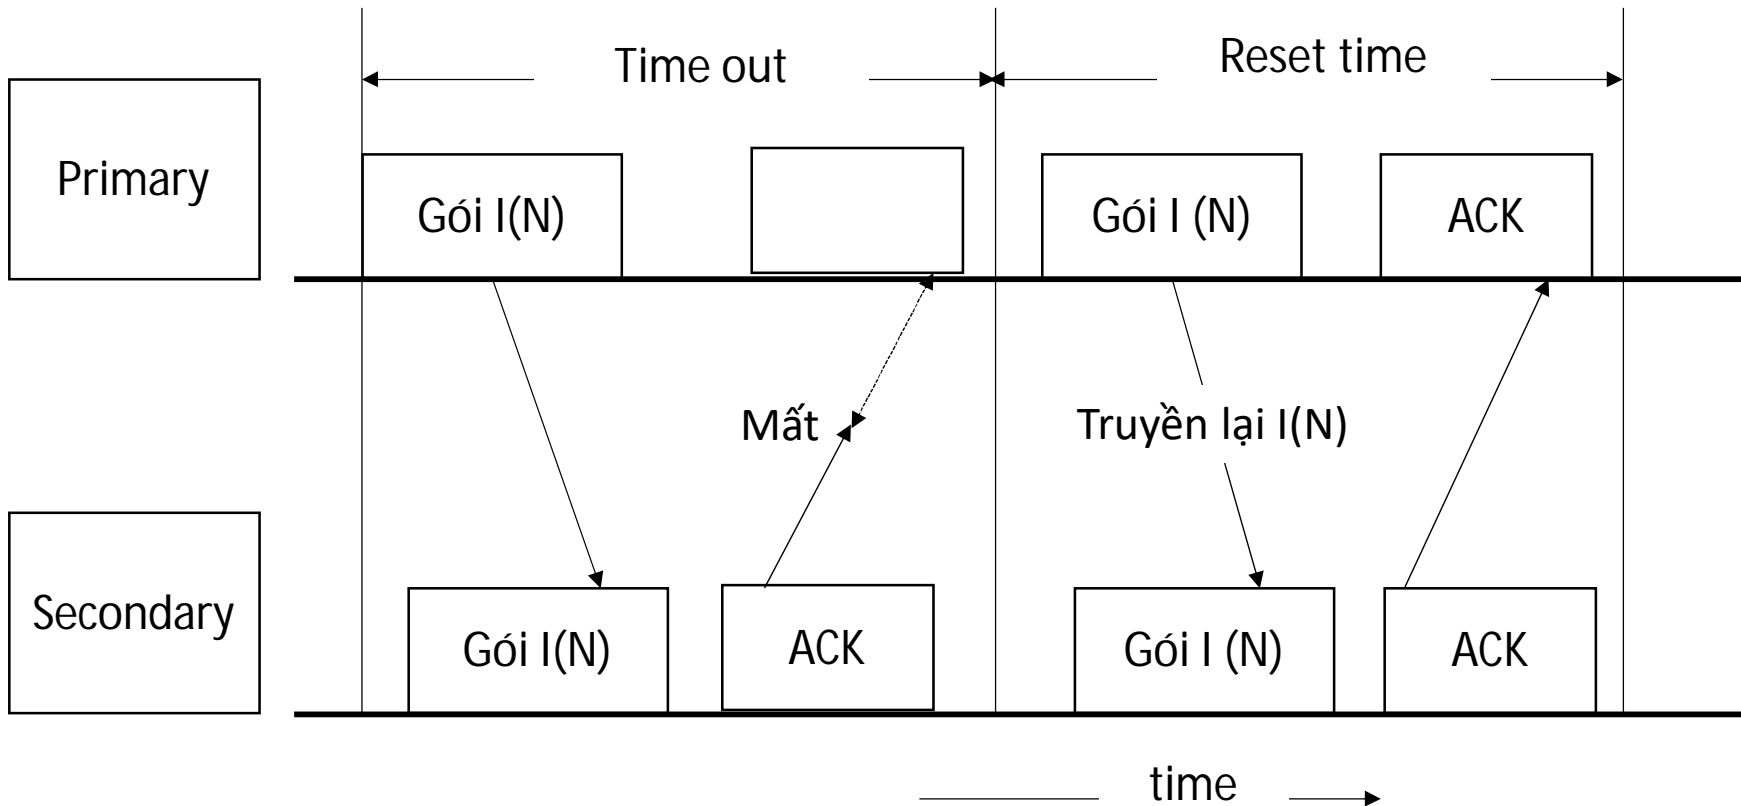 Time out
Reset time
Primary
Gói I(N)
Gói I (N)
ACK
Mất
Truyền lại I(N)
Secondary
Gói I(N)
ACK
Gói I (N)
ACK
time